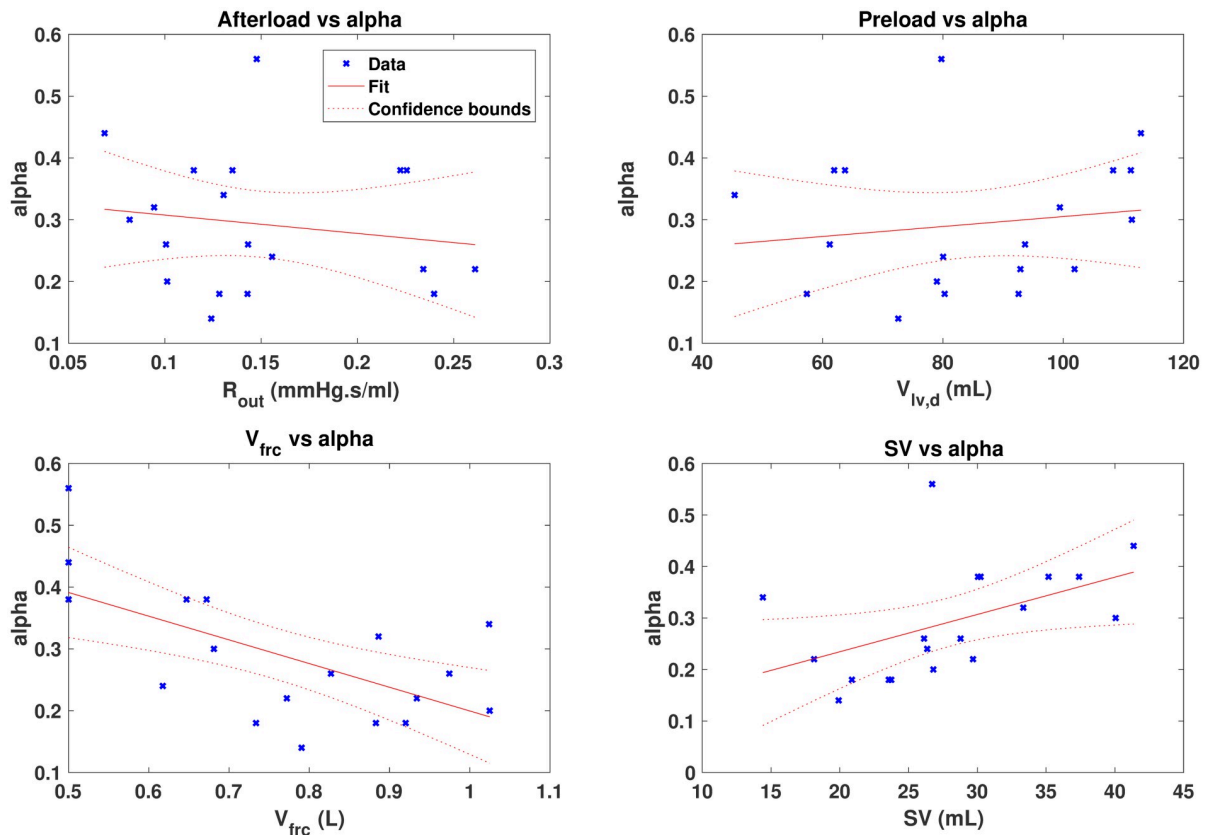 Afterload vs alpha
0.6
0.5
0.4
0.3
0.2
0.1
alpha
Data
Fit
Confidence bounds
0.05 0.1 0.15 0.2 0.25 0.3
R_out (mmHg.s/ml)
Preload vs alpha
0.6
0.5
0.4
0.3
0.2
0.1
alpha
40 60 80 100 120
V_lv,d (mL)
V_frc vs alpha
0.6
0.5
0.4
0.3
0.2
0.1
alpha
0.5 0.6 0.7 0.8 0.9 1 1.1
V_frc (L)
SV vs alpha
0.6
0.5
0.4
0.3
0.2
0.1
0
alpha
10 15 20 25 30 35 40 45
SV (mL)